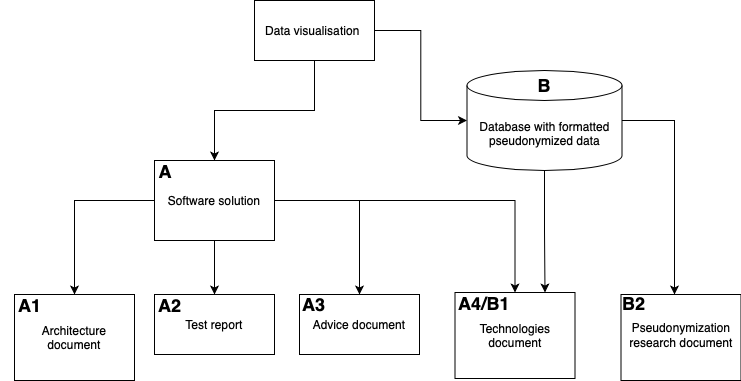 Data visualisation
B
Database with formatted
pseudonymized data
A
Software solution
A1
Architecture
document
A2
Test report
A3
Advice document
A4/B1
Technologies
document
B2
Pseudonymization
research document